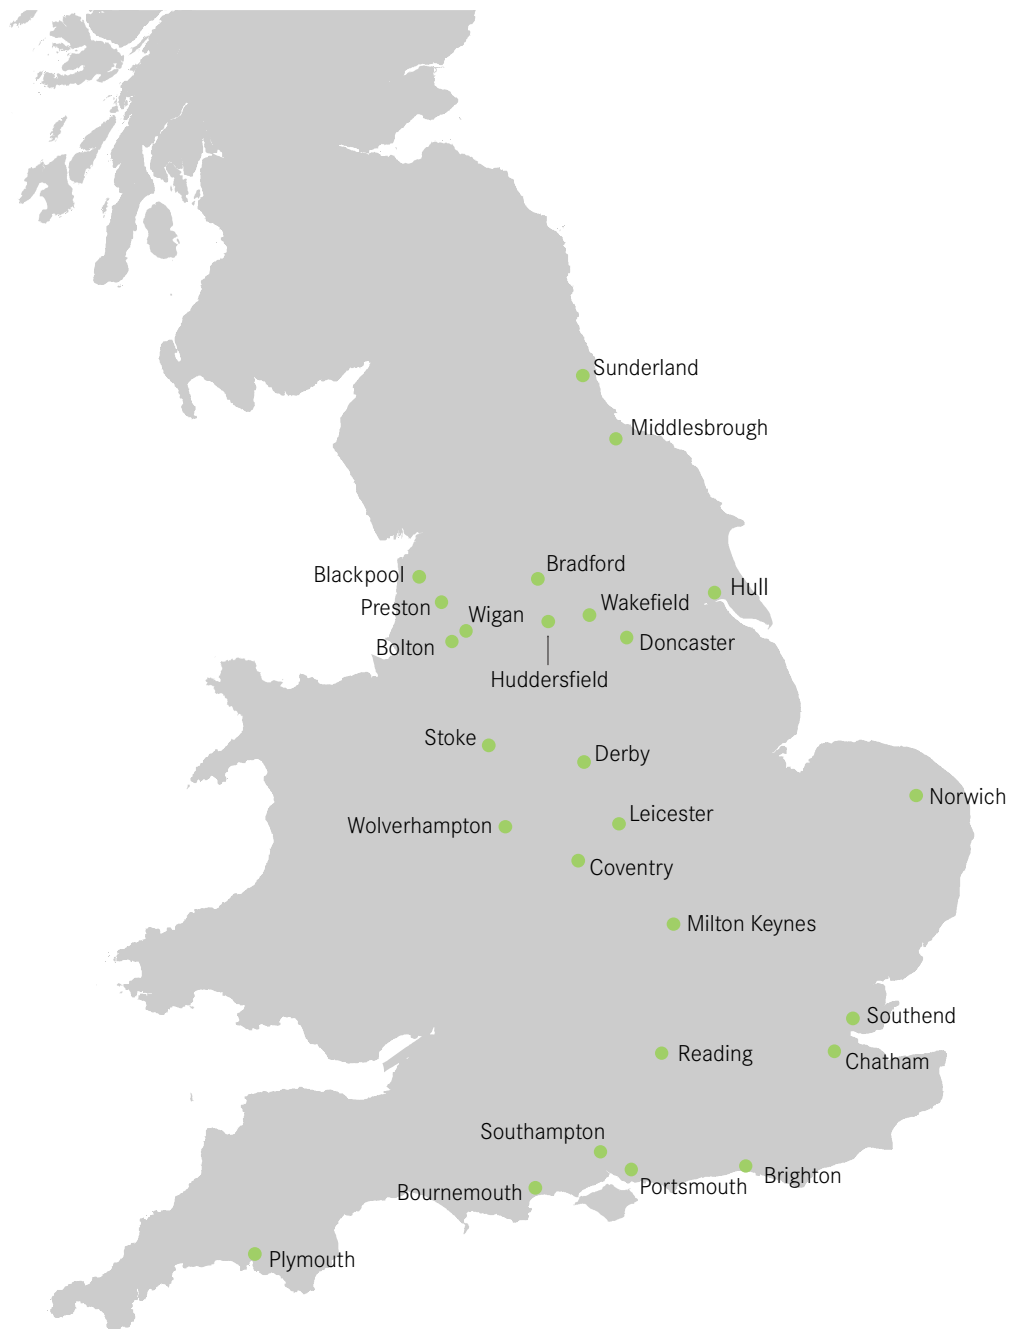 Sunderland
Middlesbrough
Bradford
Blackpool
Hull
Wakefield
Preston
Wigan
Doncaster
Bolton
Huddersfield
Stoke
Derby
Norwich
Leicester
Wolverhampton
Coventry
Milton Keynes
Southend
Reading
Chatham
Southampton
Brighton
Portsmouth
Bournemouth
Plymouth